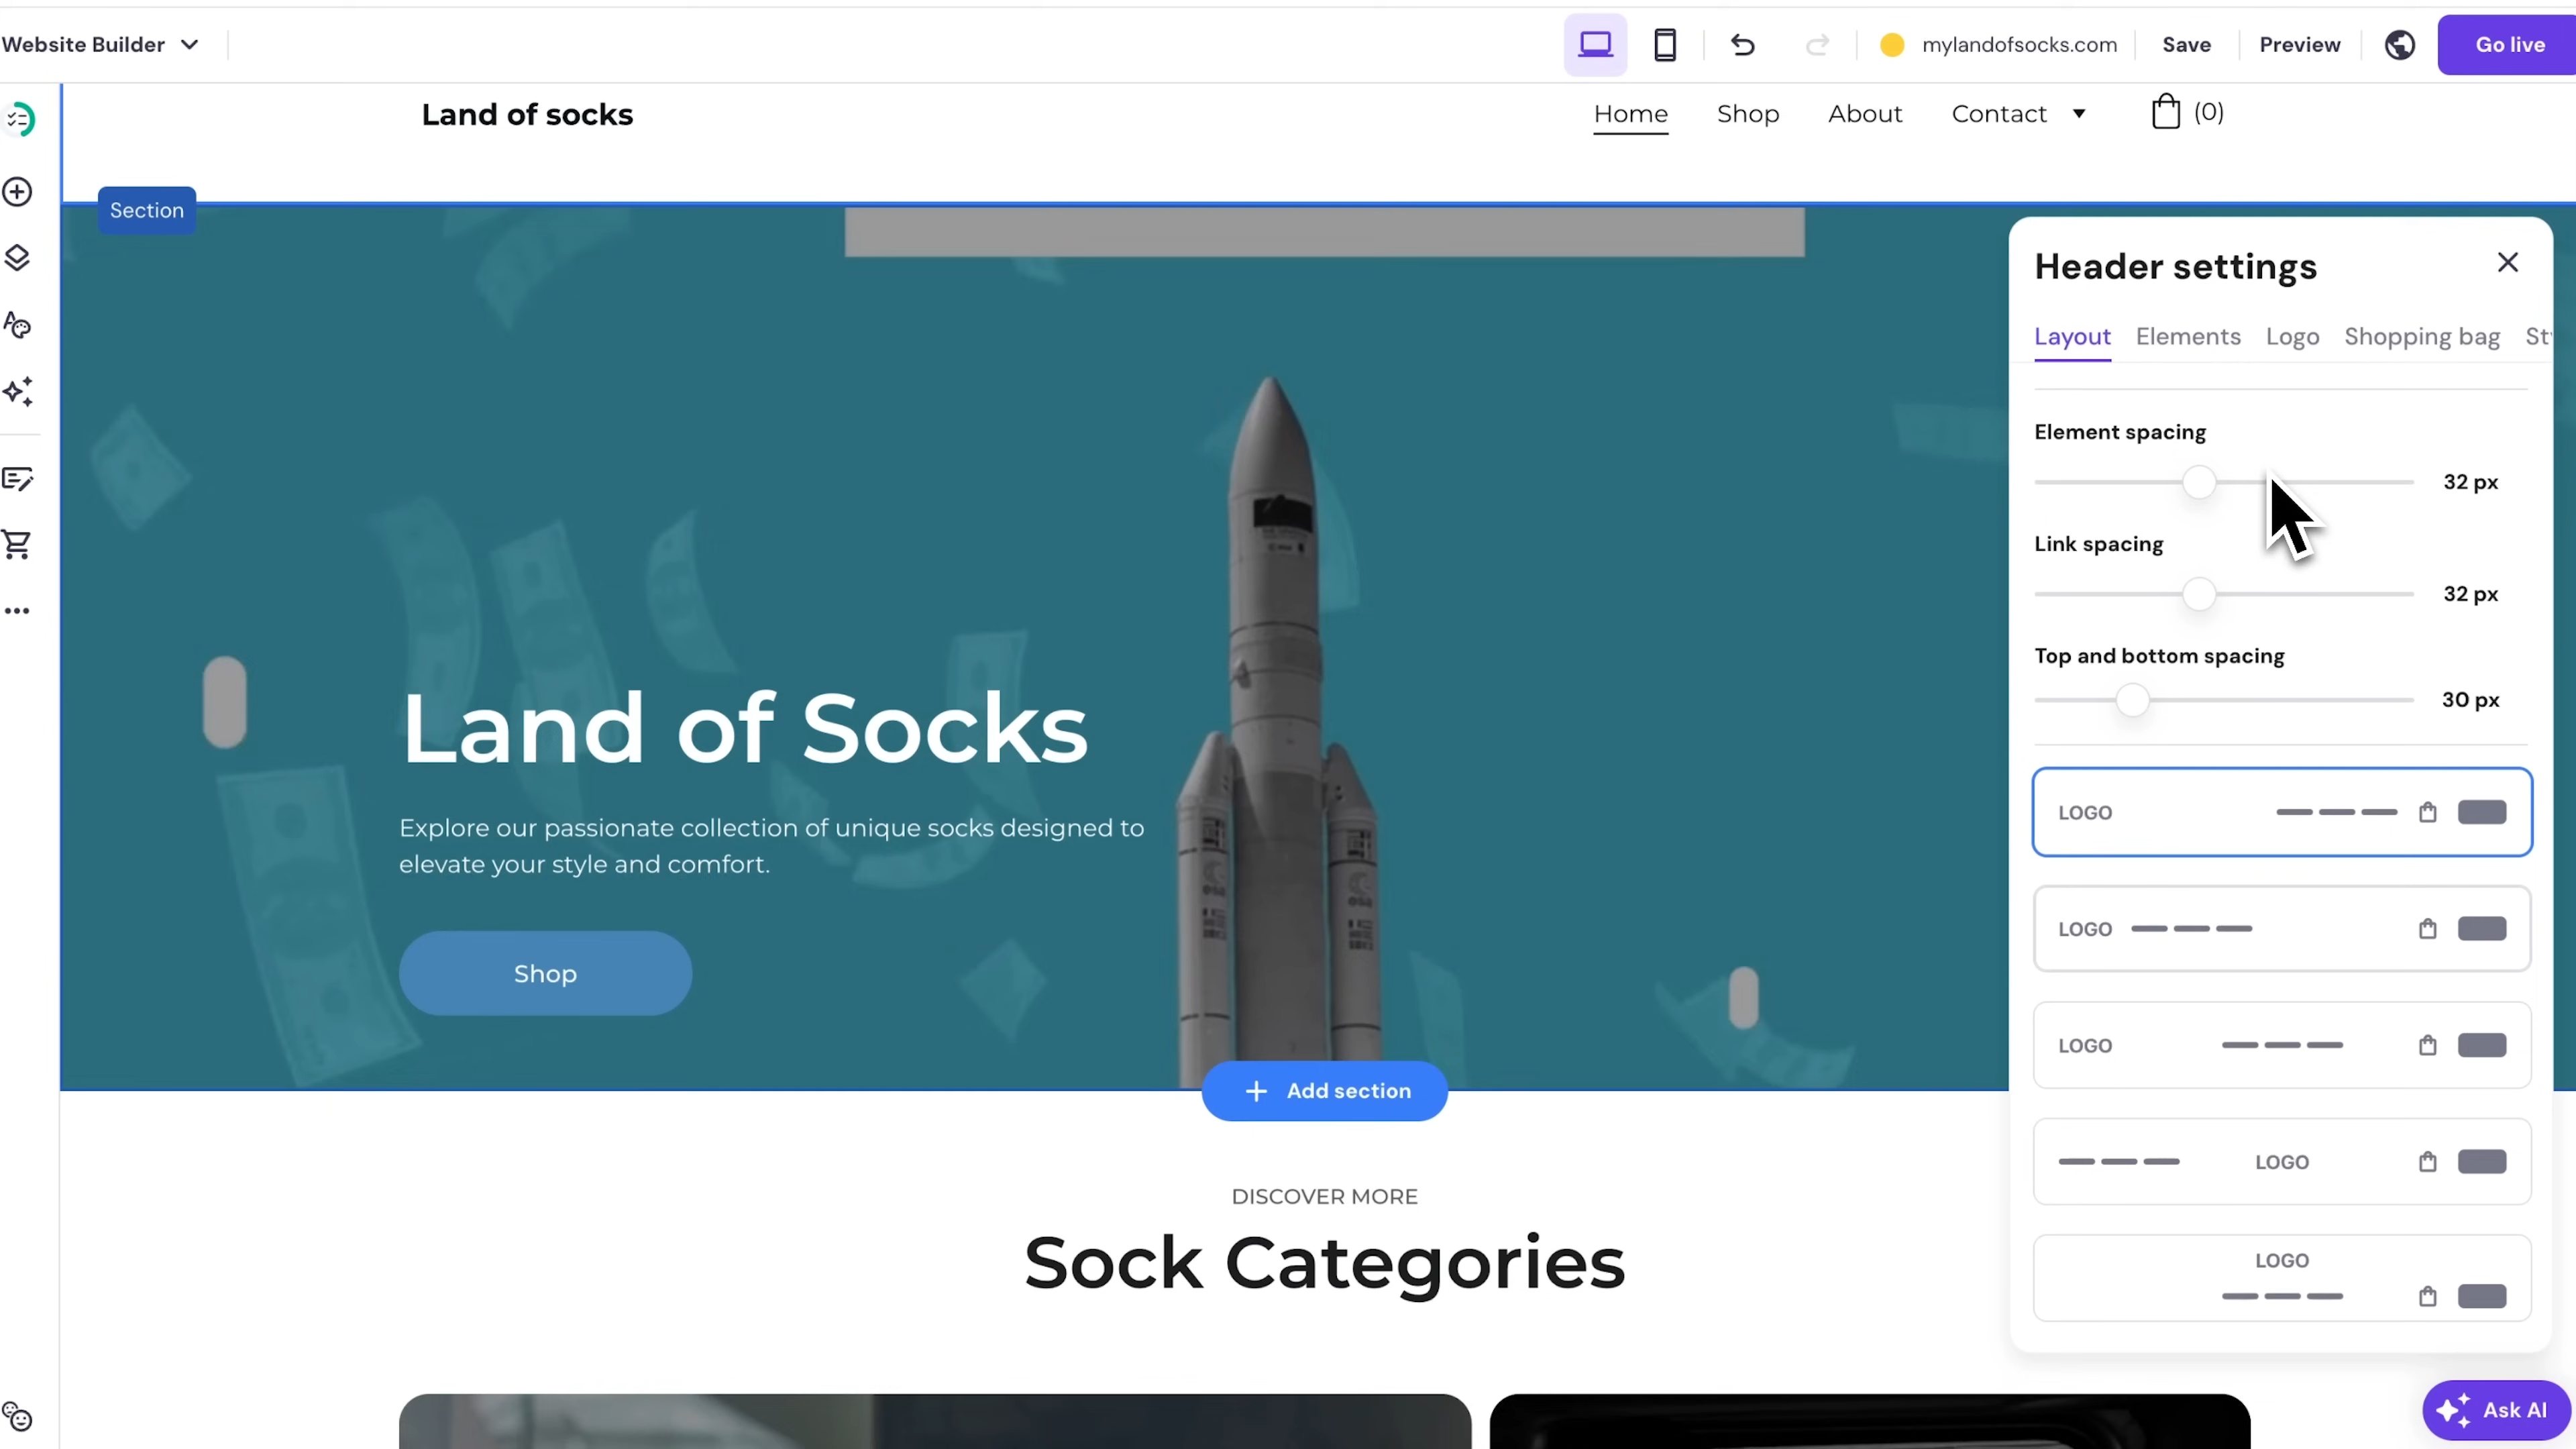 Website Builder
mylandofsocks.com
Save
Preview
Go live
Land of socks
Home
Shop
About
Contact
(0)
Section
Header settings
Layout
Elements
Logo
Shopping bag
Element spacing
32 px
Link spacing
32 px
Top and bottom spacing
30 px
LOGO
LOGO
LOGO
LOGO
LOGO
Land of Socks
Explore our passionate collection of unique socks designed to
elevate your style and comfort.
Shop
Add section
DISCOVER MORE
Sock Categories
Ask AI